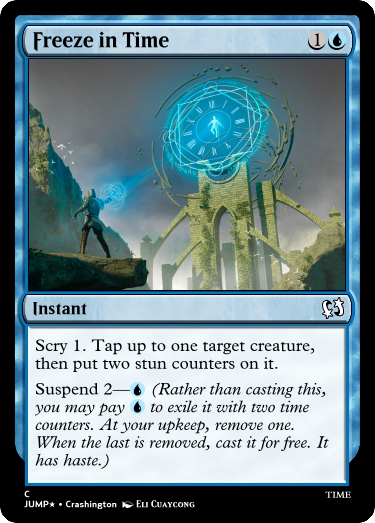 Freeze in Time 1
Instant
Scry 1. Tap up to one target creature,
then put two stun counters on it.
Suspend 2— (Rather than casting this,
you may pay to exile it with two time
counters. At your upkeep, remove one.
When the last is removed, cast it for free. It
has haste.)
C TIME
JUMP★ • Crashington Eli Cuaycong